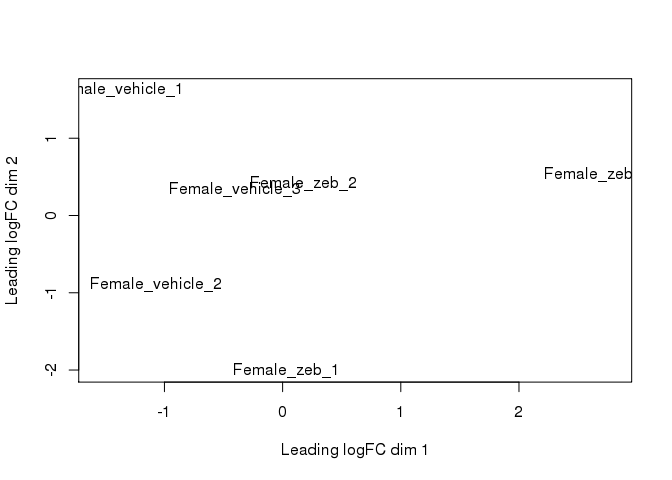 nale_vehicle_1
Female_zeb_2
Female_vehicle_3
Female_zeb
Female_vehicle_2
Female_zeb_1
1
0
-1
-2
Leading logFC dim 2
-1
0
1
2
Leading logFC dim 1